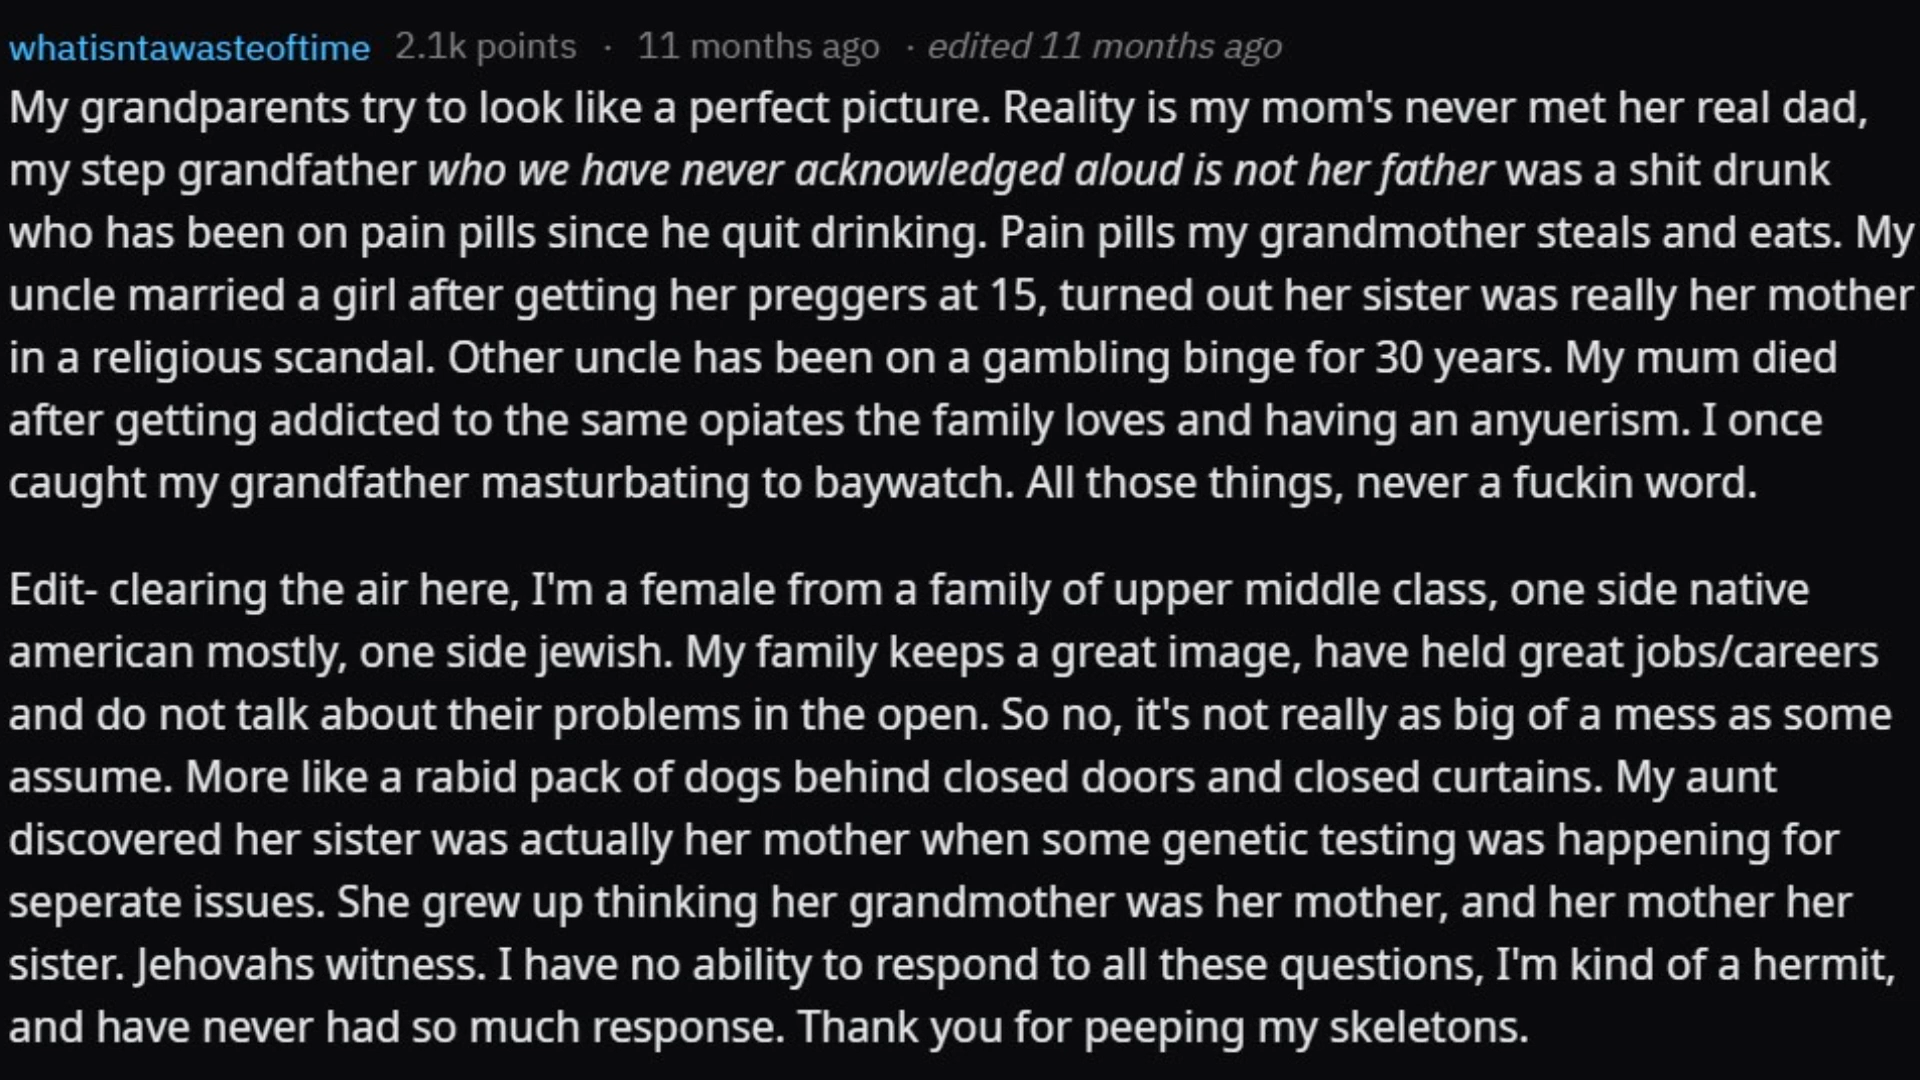 whatisntawasteoftime 2.1k points · 11 months ago · edited 11 months ago
My grandparents try to look like a perfect picture. Reality is my mom's never met her real dad,
my step grandfather who we have never acknowledged aloud is not her father was a shit drunk
who has been on pain pills since he quit drinking. Pain pills my grandmother steals and eats. My
uncle married a girl after getting her preggers at 15, turned out her sister was really her mother
in a religious scandal. Other uncle has been on a gambling binge for 30 years. My mum died
after getting addicted to the same opiates the family loves and having an anyuerism. I once
caught my grandfather masturbating to baywatch. All those things, never a fuckin word.
Edit- clearing the air here, I'm a female from a family of upper middle class, one side native
american mostly, one side jewish. My family keeps a great image, have held great jobs/careers
and do not talk about their problems in the open. So no, it's not really as big of a mess as some
assume. More like a rabid pack of dogs behind closed doors and closed curtains. My aunt
discovered her sister was actually her mother when some genetic testing was happening for
seperate issues. She grew up thinking her grandmother was her mother, and her mother her
sister. Jehovahs witness. I have no ability to respond to all these questions, I'm kind of a hermit,
and have never had so much response. Thank you for peeping my skeletons.